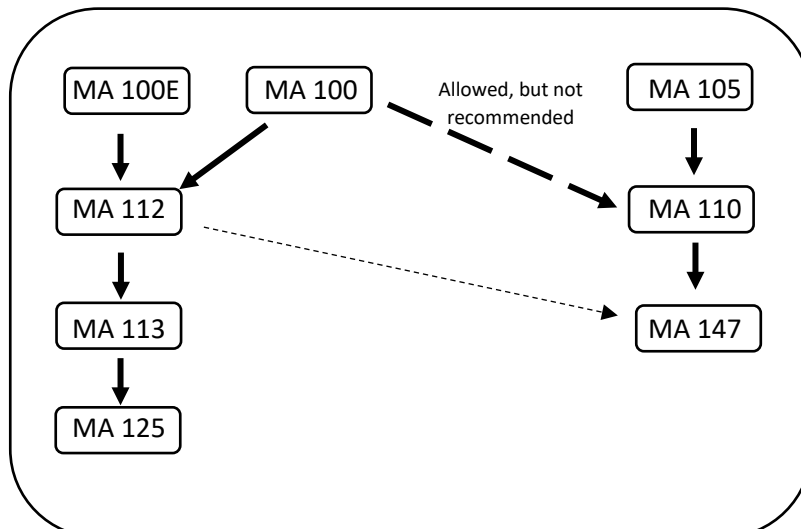 MA 100E
MA 100
Allowed, but not
recommended
MA 105
MA 112
MA 110
MA 113
MA 147
MA 125